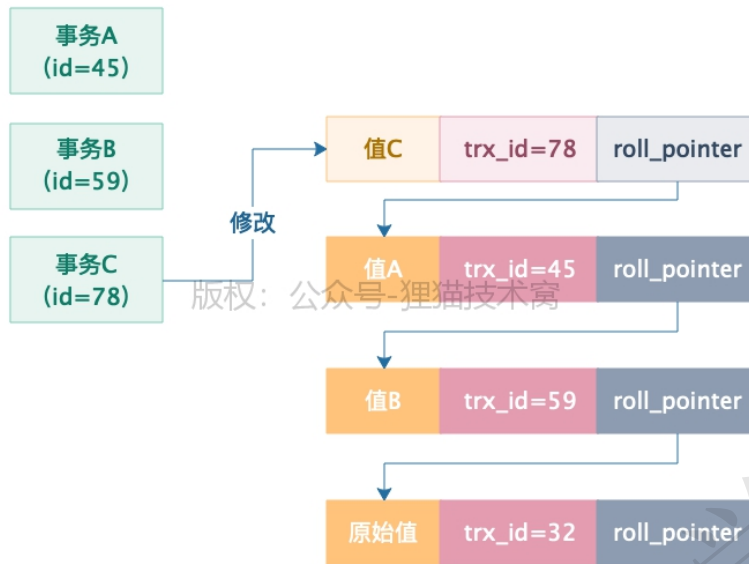 事务A
(id=45)
事务B
(id=59)
事务C
(id=78)
修改
值C trx_id=78 roll_pointer
值A trx_id=45 roll_pointer
版权：公众号-狸猫技术窝
值B trx_id=59 roll_pointer
原始值 trx_id=32 roll_pointer